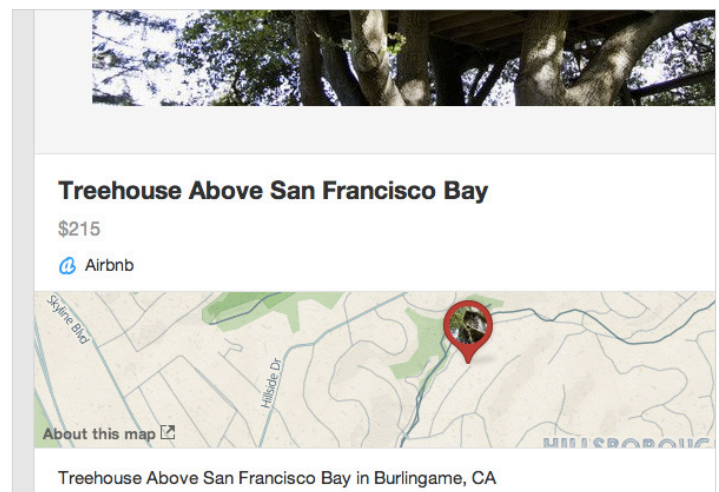 Treehouse Above San Francisco Bay
$215
Airbnb
Skyline Blvd
Hillside Dr
About this map
HILLSBOROUG
Treehouse Above San Francisco Bay in Burlingame, CA